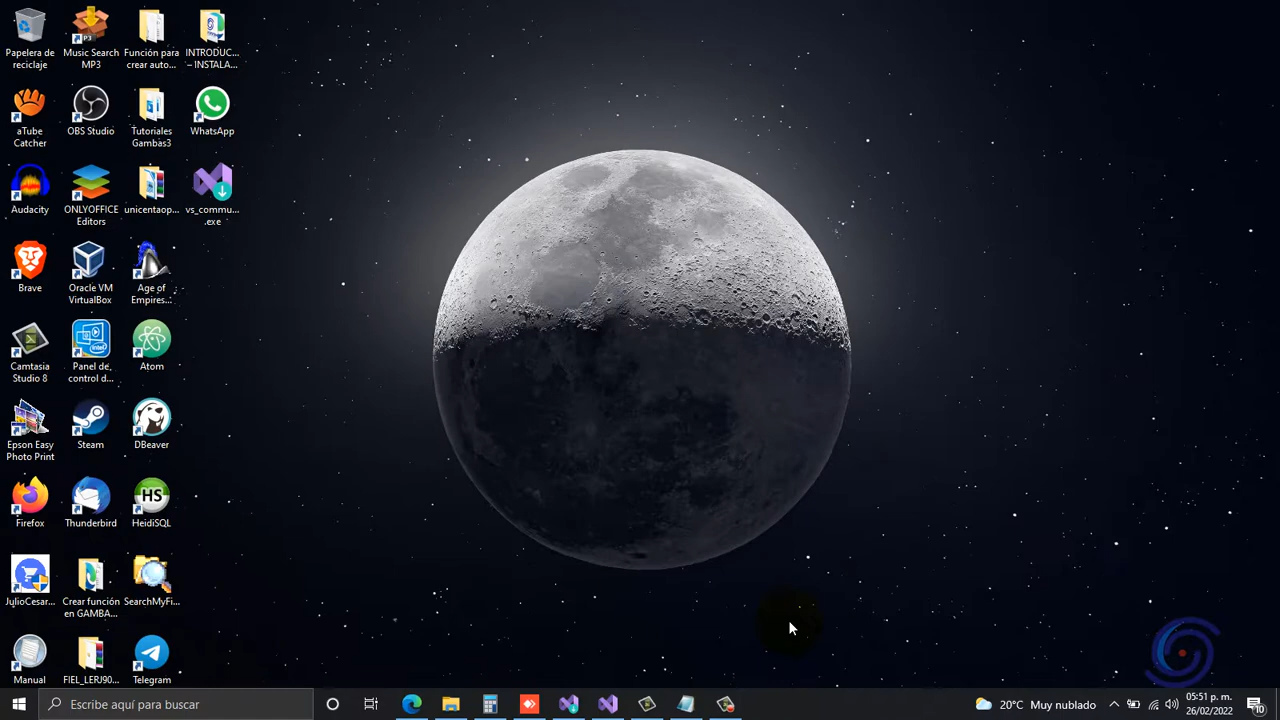 Papelera de
reciclaje
Music Search
MP3
Función para
crear auto...
INTRODUC...
– INSTALA...
aTube
Catcher
OBS Studio
Tutoriales
Gambas3
WhatsApp
Audacity
ONLYOFFICE
Editors
unicentaop...
vs_commu...
.exe
Brave
Oracle VM
VirtualBox
Age of
Empires...
Camtasia
Studio 8
Panel de
control d...
Atom
Epson Easy
Photo Print
Steam
DBeaver
Firefox
Thunderbird
HS
HeidiSQL
JulioCesar...
Crear función
en GAMBA...
SearchMyFi...
Manual
FIEL_LERJ90...
Telegram
Escribe aquí para buscar
20°C Muy nublado
05:51 p. m.
26/02/2022
10